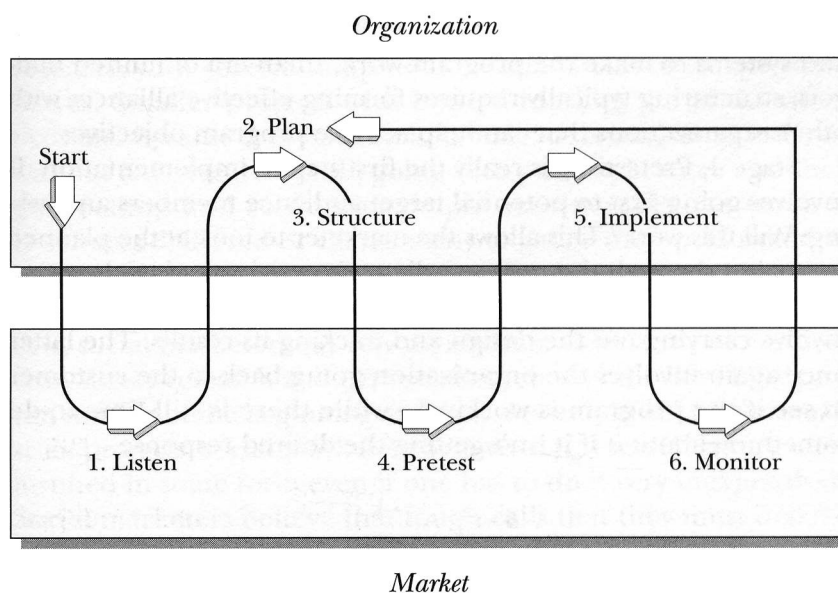 Organization
2. Plan
Start
3. Structure
5. Implement
1. Listen
4. Pretest
6. Monitor
Market